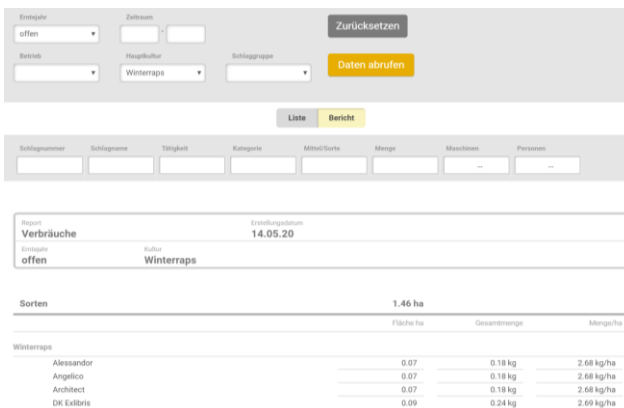 Erntejahr Zeitraum
offen - Zurücksetzen
Betrieb Hauptkultur Schlaggruppe
Winterraps Daten abrufen
Liste Bericht
Schlagnummer Schlagname Tätigkeit Kategorie Mittel/Sorte Menge Maschinen Personen
... ...
Report Erstellungsdatum
Verbräuche 14.05.20
Erntejahr Kultur
offen Winterraps
Sorten 1.46 ha
Fläche ha Gesamtmenge Menge/ha
Winterraps
Alessandor 0.07 0.18 kg 2.68 kg/ha
Angelico 0.07 0.18 kg 2.68 kg/ha
Architect 0.07 0.18 kg 2.68 kg/ha
DK Exlibris 0.09 0.24 kg 2.69 kg/ha